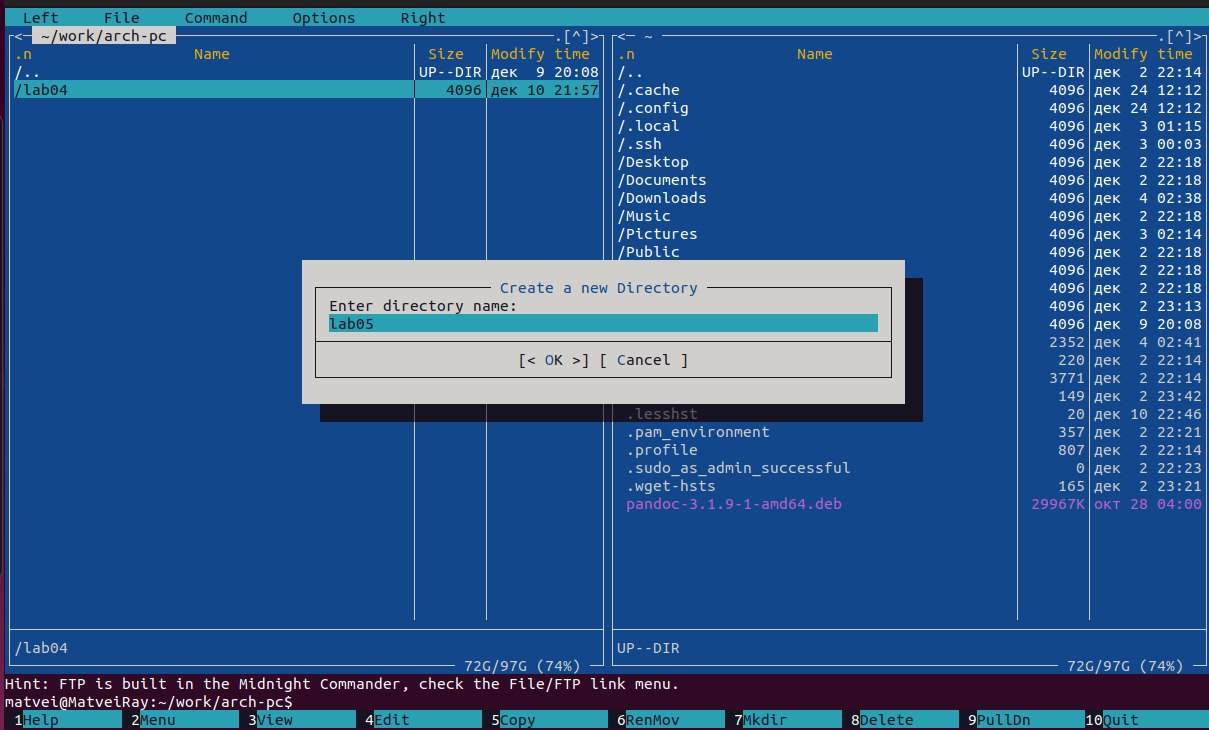 Left File Command Options Right
<─ ~/work/arch-pc .[^]>
.n Name Size Modify time
/.. UP--DIR дек 9 20:08
/lab04 4096 дек 10 21:57
/lab04
72G/97G (74%)
<─ ~ .[^]>
.n Name Size Modify time
/.. UP--DIR дек 2 22:14
/.cache 4096 дек 24 12:12
/.config 4096 дек 24 12:12
/.local 4096 дек 3 01:15
/.ssh 4096 дек 3 00:03
/Desktop 4096 дек 2 22:18
/Documents 4096 дек 2 22:18
/Downloads 4096 дек 4 02:38
/Music 4096 дек 2 22:18
/Pictures 4096 дек 3 02:14
/Public 4096 дек 2 22:18
4096 дек 2 22:18
4096 дек 2 22:18
4096 дек 2 23:13
4096 дек 9 20:08
2352 дек 4 02:41
220 дек 2 22:14
3771 дек 2 22:14
149 дек 2 23:42
.lesshst 20 дек 10 22:46
.pam_environment 357 дек 2 22:21
.profile 807 дек 2 22:14
.sudo_as_admin_successful 0 дек 2 22:23
.wget-hsts 165 дек 2 23:21
pandoc-3.1.9-1-amd64.deb 29967K окт 28 04:00
UP--DIR
72G/97G (74%)
Create a new Directory
Enter directory name:
lab05
[< OK >] [ Cancel ]
Hint: FTP is built in the Midnight Commander, check the File/FTP link menu.
matvei@MatveiRay:~/work/arch-pc$
1Help 2Menu 3View 4Edit 5Copy 6RenMov 7Mkdir 8Delete 9PullDn 10Quit